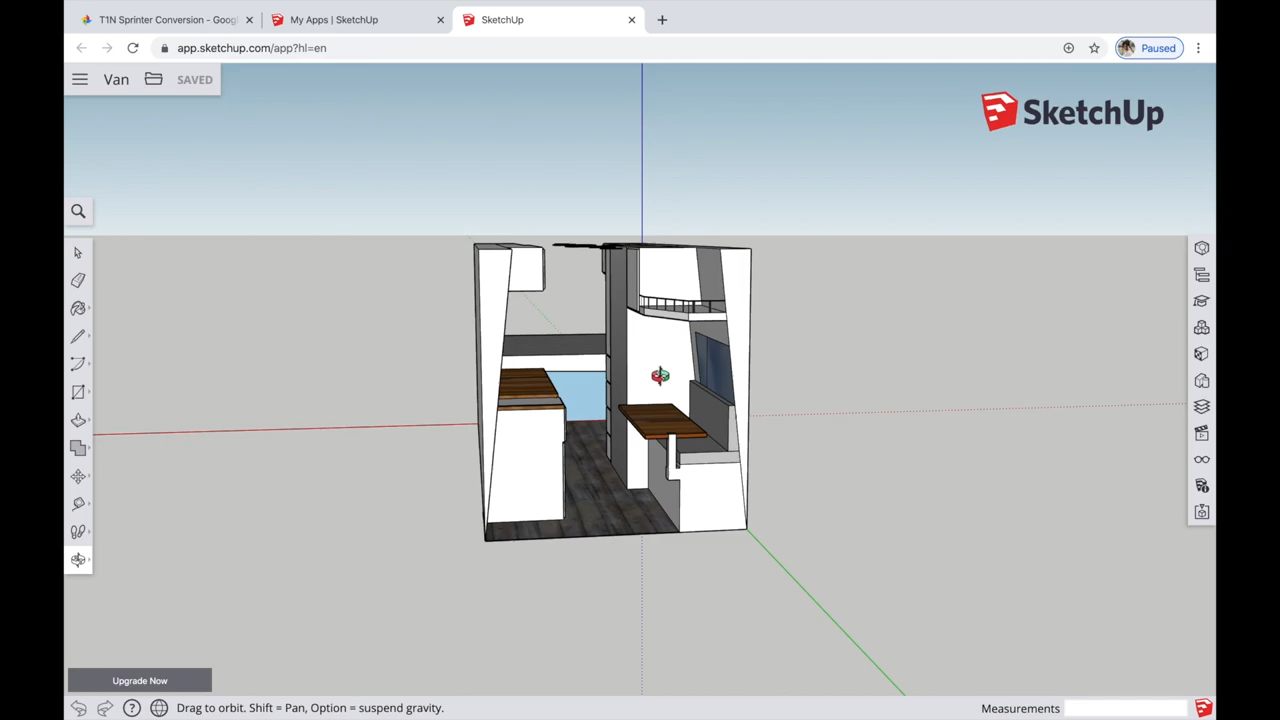 T1N Sprinter Conversion - Goog
My Apps | SketchUp
SketchUp
app.sketchup.com/app?hl=en
Paused
Van
SAVED
SketchUp
Upgrade Now
Drag to orbit. Shift = Pan, Option = suspend gravity.
Measurements